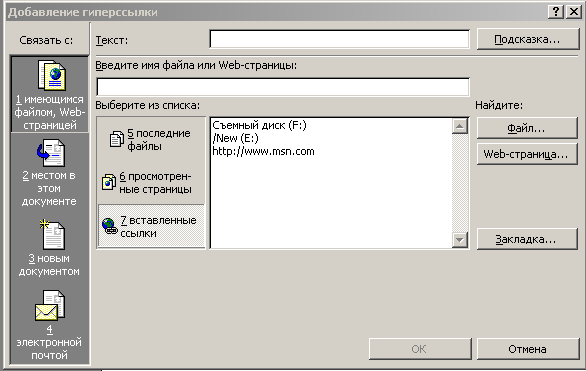 Добавление гиперссылки
Связать с:
Текст:
Подсказка...
1 имеющимся
файлом, Web-
страницей
2 местом в
этом
документе
3 новым
документом
4
электронной
почтой
Введите имя файла или Web-страницы:
Выберите из списка:
5 последние
файлы
6 просмотрен-
ные страницы
7 вставленные
ссылки
Съемный диск (F:)
/New (E:)
http://www.msn.com
Найдите:
Файл...
Web-страница...
Закладка...
OK
Отмена